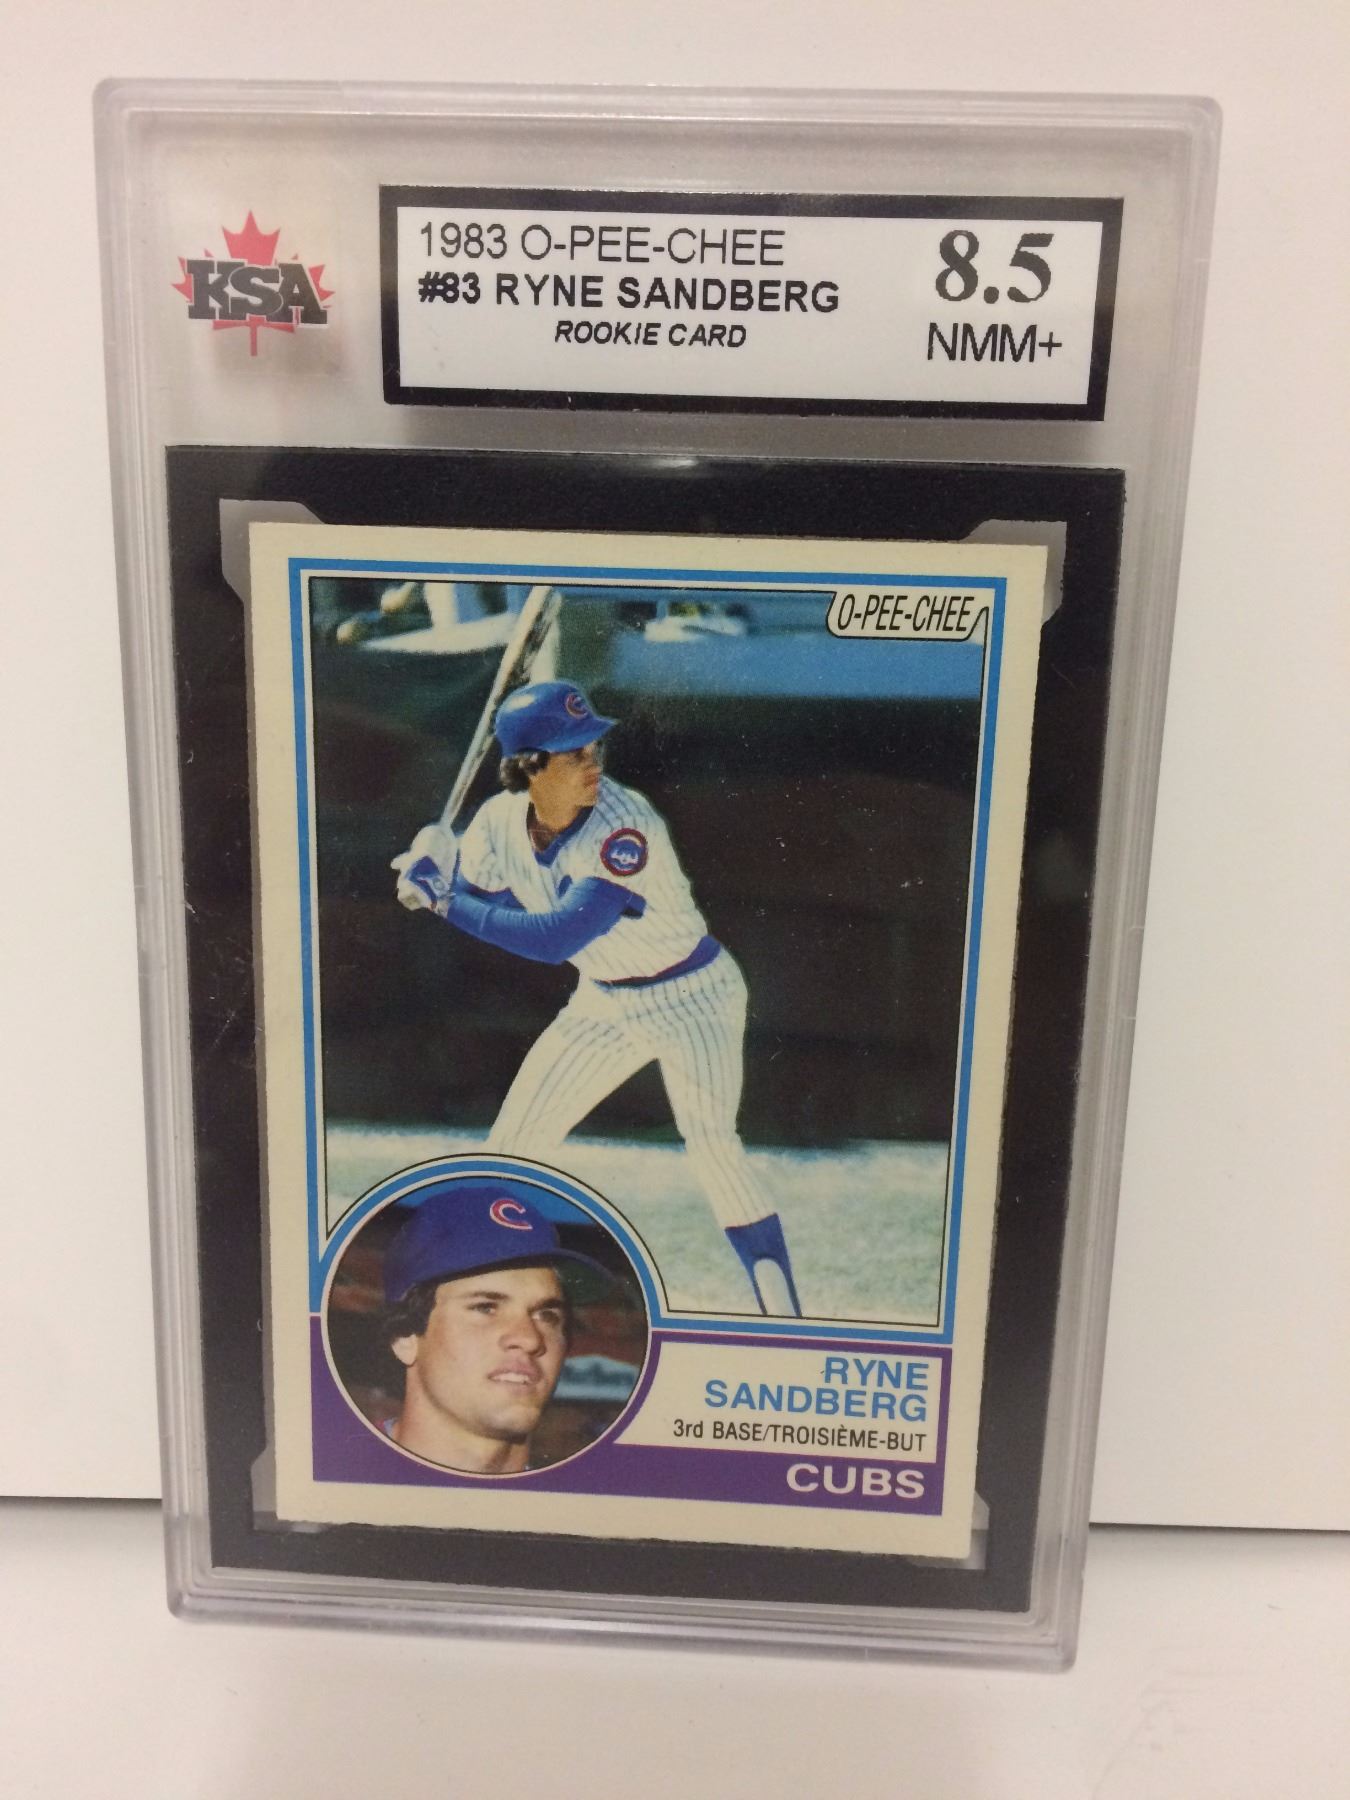 KSA
1983 O-PEE-CHEE
#83 RYNE SANDBERG
ROOKIE CARD
8.5
NMM+
O-PEE-CHEE
C
RYNE
SANDBERG
3rd BASE/TROISIÈME-BUT
CUBS